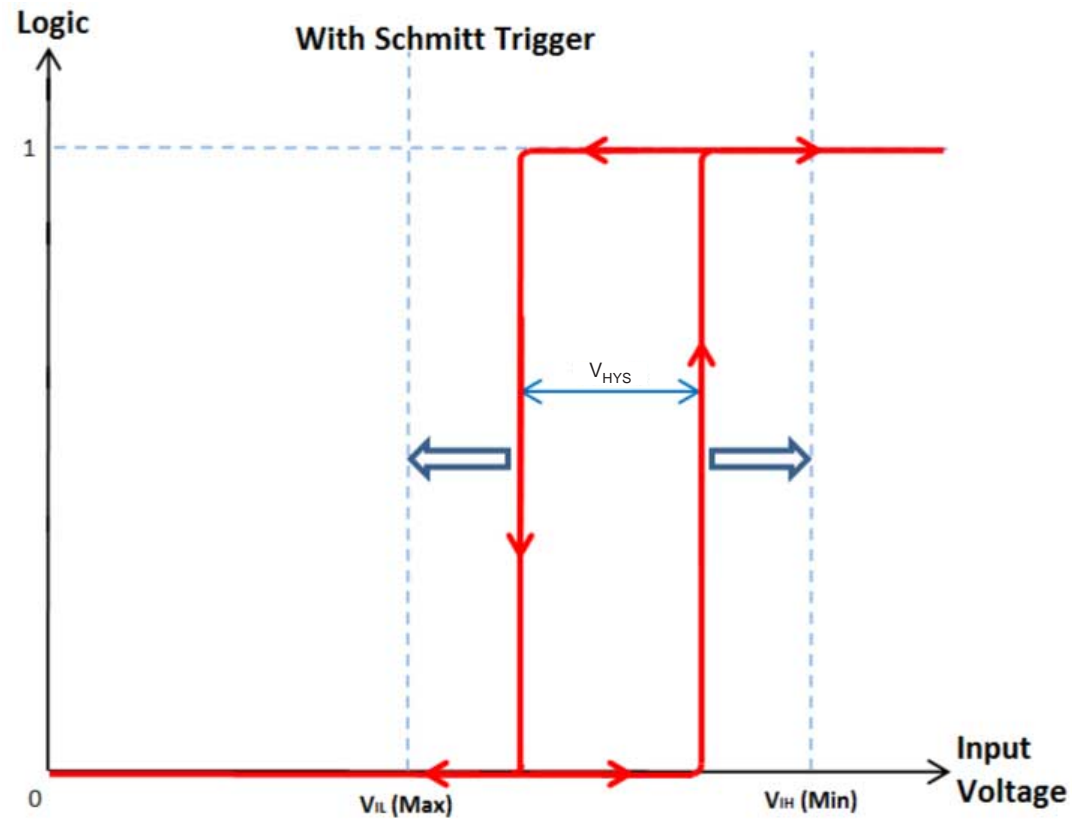 Logic
With Schmitt Trigger
1
VHYS
0
VIL (Max)
VIH (Min)
Input
Voltage